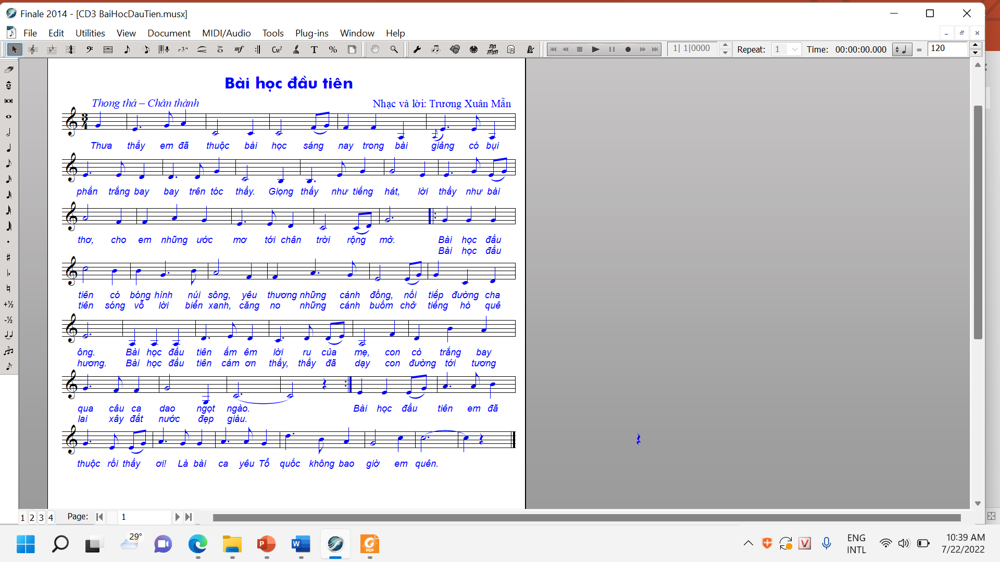 Finale 2014 - [CD3 BaiHocDauTien.musx]
File Edit Utilities View Document MIDI/Audio Tools Plug-ins Window Help
1| 1|0000 Repeat: 1 Time: 00:00:00.000 = 120
Bài học đầu tiên
Thong thả – Chân thành
Nhạc và lời: Trương Xuân Mẫn
Thưa thầy em đã thuộc bài học sáng nay trong bài giảng có bụi
phấn trắng bay bay trên tóc thầy. Giọng thầy như tiếng hát, lời thầy như bài
thơ, cho em những ước mơ tới chân trời rộng mở. Bài học đầu
Bài học đầu
tiên có bóng hình núi sông, yêu thương những cánh đồng, nối tiếp đường cha
tiên sóng vỗ lời biển xanh, căng no những cánh buồm chở tiếng hò quê
ông. Bài học đầu tiên ấm êm lời ru của mẹ, con cò trắng bay
hương. Bài học đầu tiên cám ơn thầy, thầy đã dạy con đường tới tương
qua câu ca dao ngọt ngào. Bài học đầu tiên em đã
lai xây đất nước đẹp giàu.
thuộc rồi thầy ơi! Là bài ca yêu Tổ quốc không bao giờ em quên.
1 2 3 4 Page: 1
29°
ENG
INTL
10:39 AM
7/22/2022